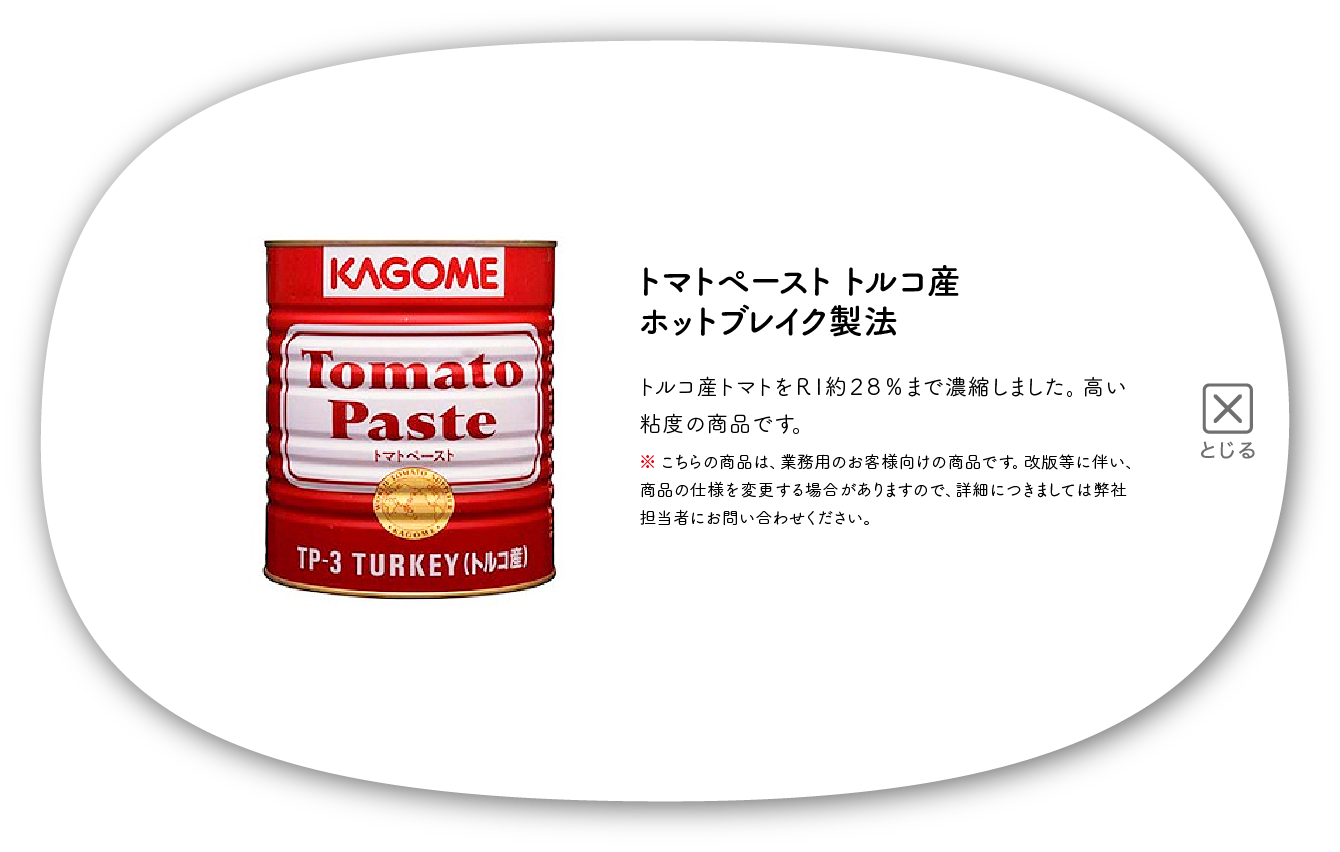 KAGOME
Tomato
Paste
トマトペースト
KAGOME
TP-3 TURKEY(トルコ産)
トマトペースト トルコ産
ホットブレイク製法
トルコ産トマトをRI約28%まで濃縮しました。高い
粘度の商品です。
※ こちらの商品は、業務用のお客様向けの商品です。改版等に伴い、
商品の仕様を変更する場合がありますので、詳細につきましては弊社
担当者にお問い合わせください。
とじる